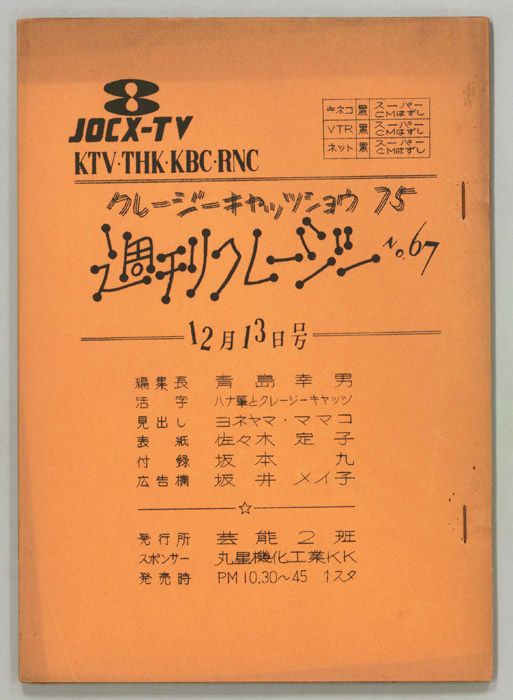 8
JOCX-TV
KTV・THK・KBC・RNC
キネコ 黒 スーパー CMはずし
VTR 黒 スーパー CMはずし
ネット 黒 スーパー CMはずし
クレージーキャッツショウ 75
週刊クレージー No.67
12月13日号
編集長 青島幸男
活字 ハナ肇とクレージーキャッツ
見出し ヨネヤマ・ママコ
表紙 佐々木定子
付録 坂本九
広告欄 坂井メイ子
☆
発行所 芸能2班
スポンサー 丸星機化工業KK
発売時 PM10.30〜45 1スタ